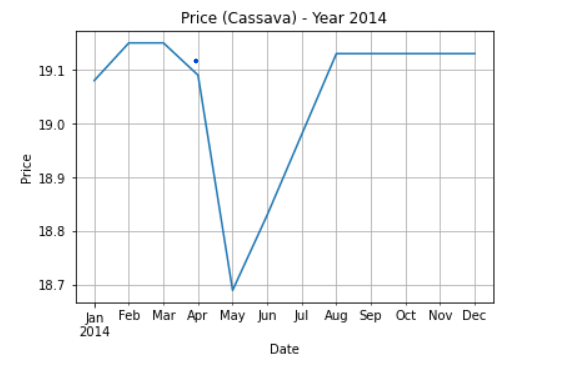 Price (Cassava) - Year 2014
Price
19.1
19.0
18.9
18.8
18.7
Jan Feb Mar Apr May Jun Jul Aug Sep Oct Nov Dec
2014
Date